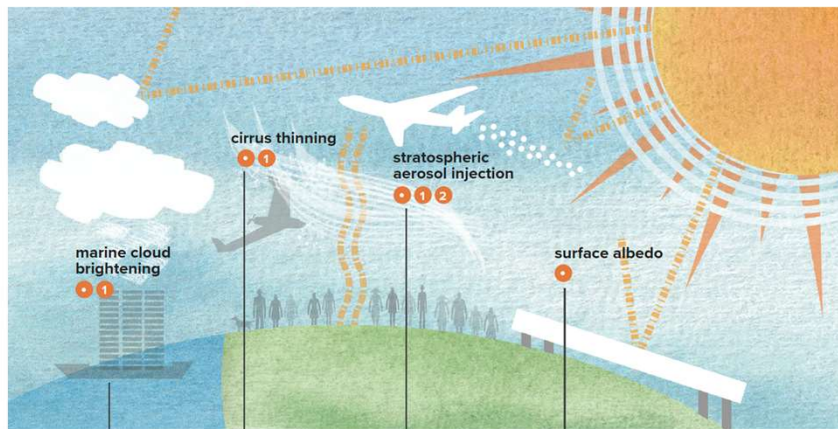 cirrus thinning
1
stratospheric
aerosol injection
1 2
marine cloud
brightening
1
surface albedo